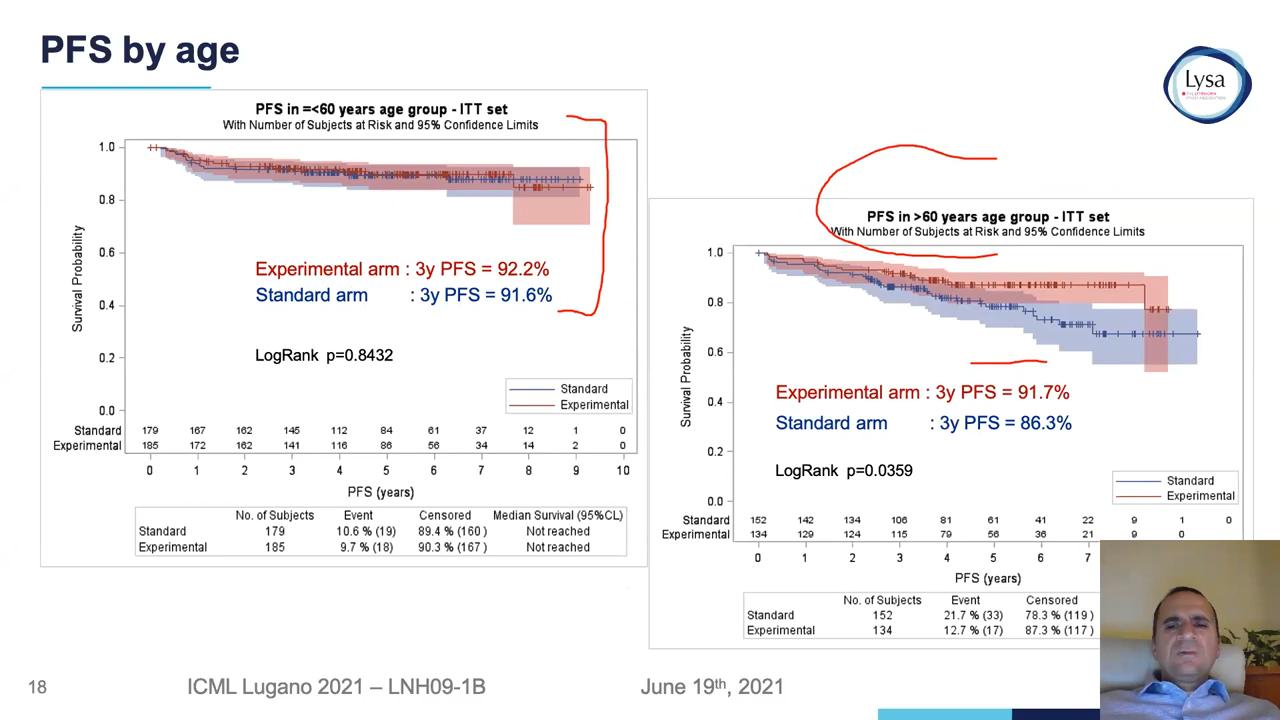 PFS by age
Lysa
PFS in =<60 years age group - ITT set
With Number of Subjects at Risk and 95% Confidence Limits
1.0
0.8
0.6
0.4
0.2
0.0
Survival Probability
Experimental arm : 3y PFS = 92.2%
Standard arm : 3y PFS = 91.6%
LogRank p=0.8432
Standard
Experimental
Standard 179 167 162 145 112 84 61 37 12 1 0
Experimental 185 172 162 141 116 86 56 34 14 2 0
0 1 2 3 4 5 6 7 8 9 10
PFS (years)
No. of Subjects Event Censored Median Survival (95%CL)
Standard 179 10.6 % (19) 89.4 % (160) Not reached
Experimental 185 9.7 % (18) 90.3 % (167) Not reached
PFS in >60 years age group - ITT set
With Number of Subjects at Risk and 95% Confidence Limits
1.0
0.8
0.6
0.4
0.2
0.0
Survival Probability
Experimental arm : 3y PFS = 91.7%
Standard arm : 3y PFS = 86.3%
LogRank p=0.0359
Standard
Experimental
Standard 152 142 134 106 81 61 41 22 9 1 0
Experimental 134 129 124 115 79 56 36 21 9 0
0 1 2 3 4 5 6 7
PFS (years)
No. of Subjects Event Censored
Standard 152 21.7 % (33) 78.3 % (119)
Experimental 134 12.7 % (17) 87.3 % (117)
18
ICML Lugano 2021 – LNH09-1B
June 19th, 2021